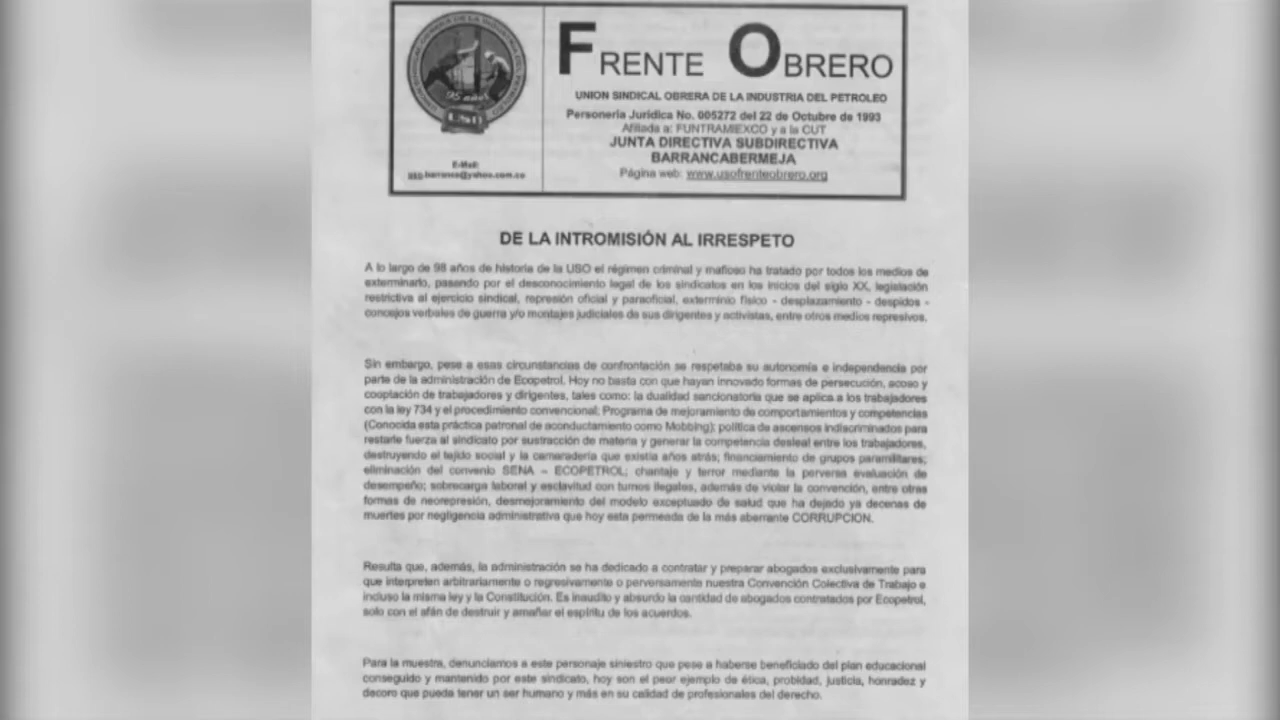 FRENTE OBRERO
UNION SINDICAL OBRERA DE LA INDUSTRIA DEL PETROLEO
Personería Jurídica No. 005272 del 22 de Octubre de 1993
Afiliada a: FUNTRAMIEXCO y a la CUT
JUNTA DIRECTIVA SUBDIRECTIVA
BARRANCABERMEJA
Página web: www.usofrenteobrero.org
95 años
USO
E-Mail:
DE LA INTROMISIÓN AL IRRESPETO
A lo largo de 98 años de historia de la USO el régimen criminal y mafioso ha tratado por todos los medios de
exterminarlo, pasando por el desconocimiento legal de los sindicatos en los inicios del siglo XX, legislación
restrictiva al ejercicio sindical, represión oficial y paraoficial, exterminio físico - desplazamiento - despidos -
concejos verbales de guerra y/o montajes judiciales de sus dirigentes y activistas, entre otros medios represivos.
Sin embargo, pese a esas circunstancias de confrontación se respetaba su autonomía e independencia por
parte de la administración de Ecopetrol. Hoy no basta con que hayan innovado formas de persecución, acoso y
cooptación de trabajadores y dirigentes, tales como: la dualidad sancionatoria que se aplica a los trabajadores
con la ley 734 y el procedimiento convencional; Programa de mejoramiento de comportamientos y competencias
(Conocida esta práctica patronal de aconductamiento como Mobbing); política de ascensos indiscriminados para
restarle fuerza al sindicato por sustracción de materia y generar la competencia desleal entre los trabajadores,
destruyendo el tejido social y la camaradería que existía años atrás; financiamiento de grupos paramilitares;
eliminación del convenio SENA – ECOPETROL; chantaje y terror mediante la perversa evaluación de
desempeño; sobrecarga laboral y esclavitud con turnos ilegales, además de violar la convención, entre otras
formas de neorepresión, desmejoramiento del modelo exceptuado de salud que ha dejado ya decenas de
muertes por negligencia administrativa que hoy esta permeada de la más aberrante CORRUPCION.
Resulta que, además, la administración se ha dedicado a contratar y preparar abogados exclusivamente para
que interpretan arbitrariamente o regresivamente o perversamente nuestra Convención Colectiva de Trabajo e
incluso la misma ley y la Constitución. Es inaudito y absurdo la cantidad de abogados contratados por Ecopetrol,
solo con el afán de destruir y amañar el espíritu de los acuerdos.
Para la muestra, denunciamos a este personaje siniestro que pese a haberse beneficiado del plan educacional
conseguido y mantenido por este sindicato, hoy son el peor ejemplo de ética, probidad, justicia, honradez y
decoro que pueda tener un ser humano y más en su calidad de profesionales del derecho.